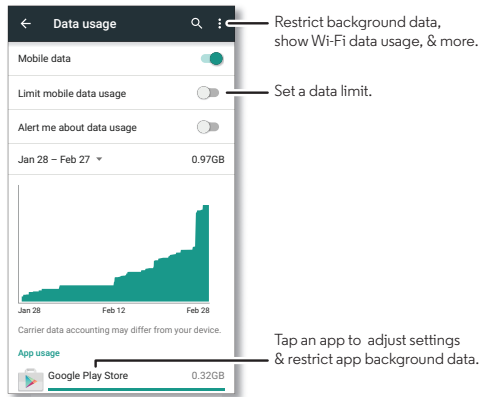 Data usage
Restrict background data,
show Wi-Fi data usage, & more.
Mobile data
Limit mobile data usage
Set a data limit.
Alert me about data usage
Jan 28 – Feb 27 0.97GB
Jan 28 Feb 12 Feb 28
Carrier data accounting may differ from your device.
App usage
Tap an app to adjust settings
& restrict app background data.
Google Play Store 0.32GB